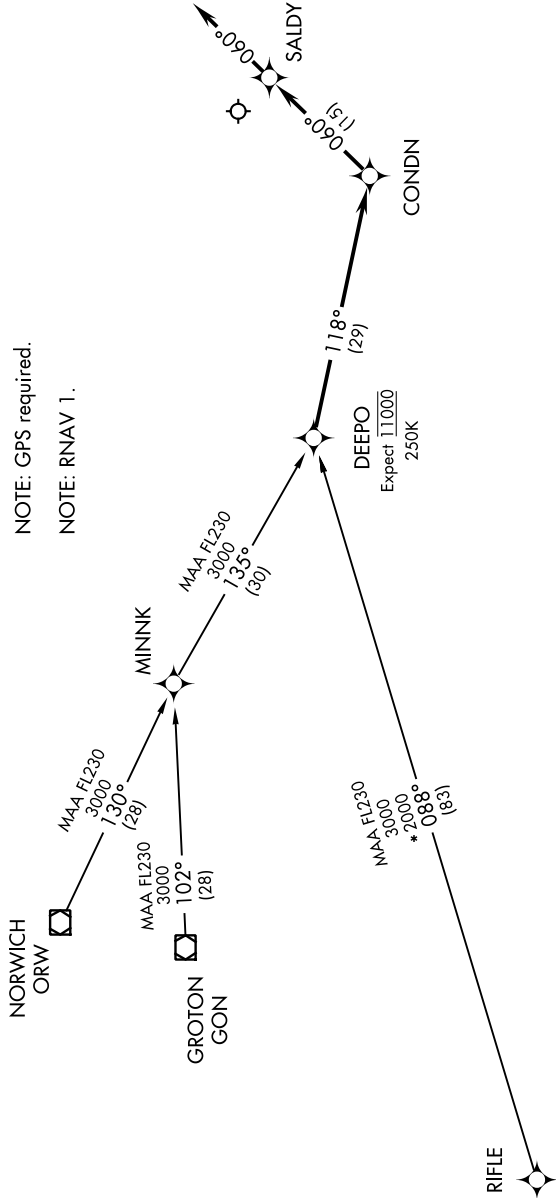 NOTE: GPS required.
NOTE: RNAV 1.
NORWICH
ORW
MAA FL230
3000
130°
(28)
GROTON
GON
MAA FL230
3000
102°
(28)
MINNK
MAA FL230
3000
135°
(30)
RIFLE
MAA FL230
3000
*2000
088°
(83)
DEEPO
Expect 11000
250K
118°
(29)
CONDN
060°
(15)
SALDY
060°